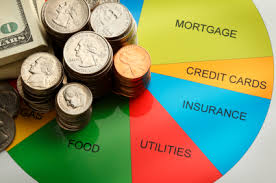 MORTGAGE
CREDIT CARDS
INSURANCE
UTILITIES
FOOD
GAS